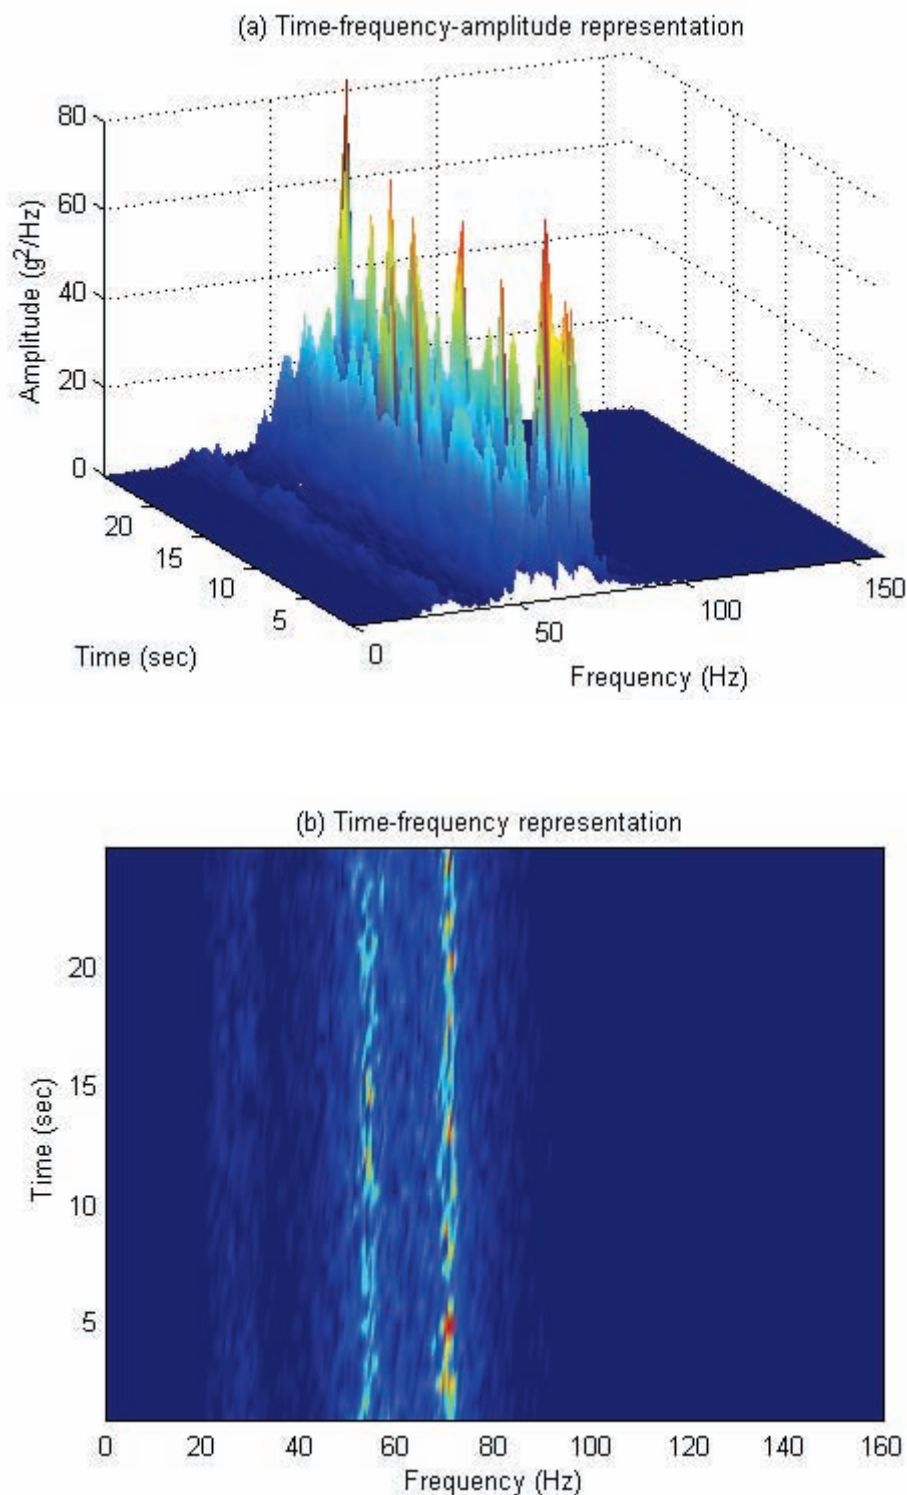 (a) Time-frequency-amplitude representation
80
60
40
20
0
Amplitude (g²/Hz)
20
15
10
5
Time (sec)
0
50
100
150
Frequency (Hz)
(b) Time-frequency representation
20
15
10
5
Time (sec)
0 20 40 60 80 100 120 140 160
Frequency (Hz)